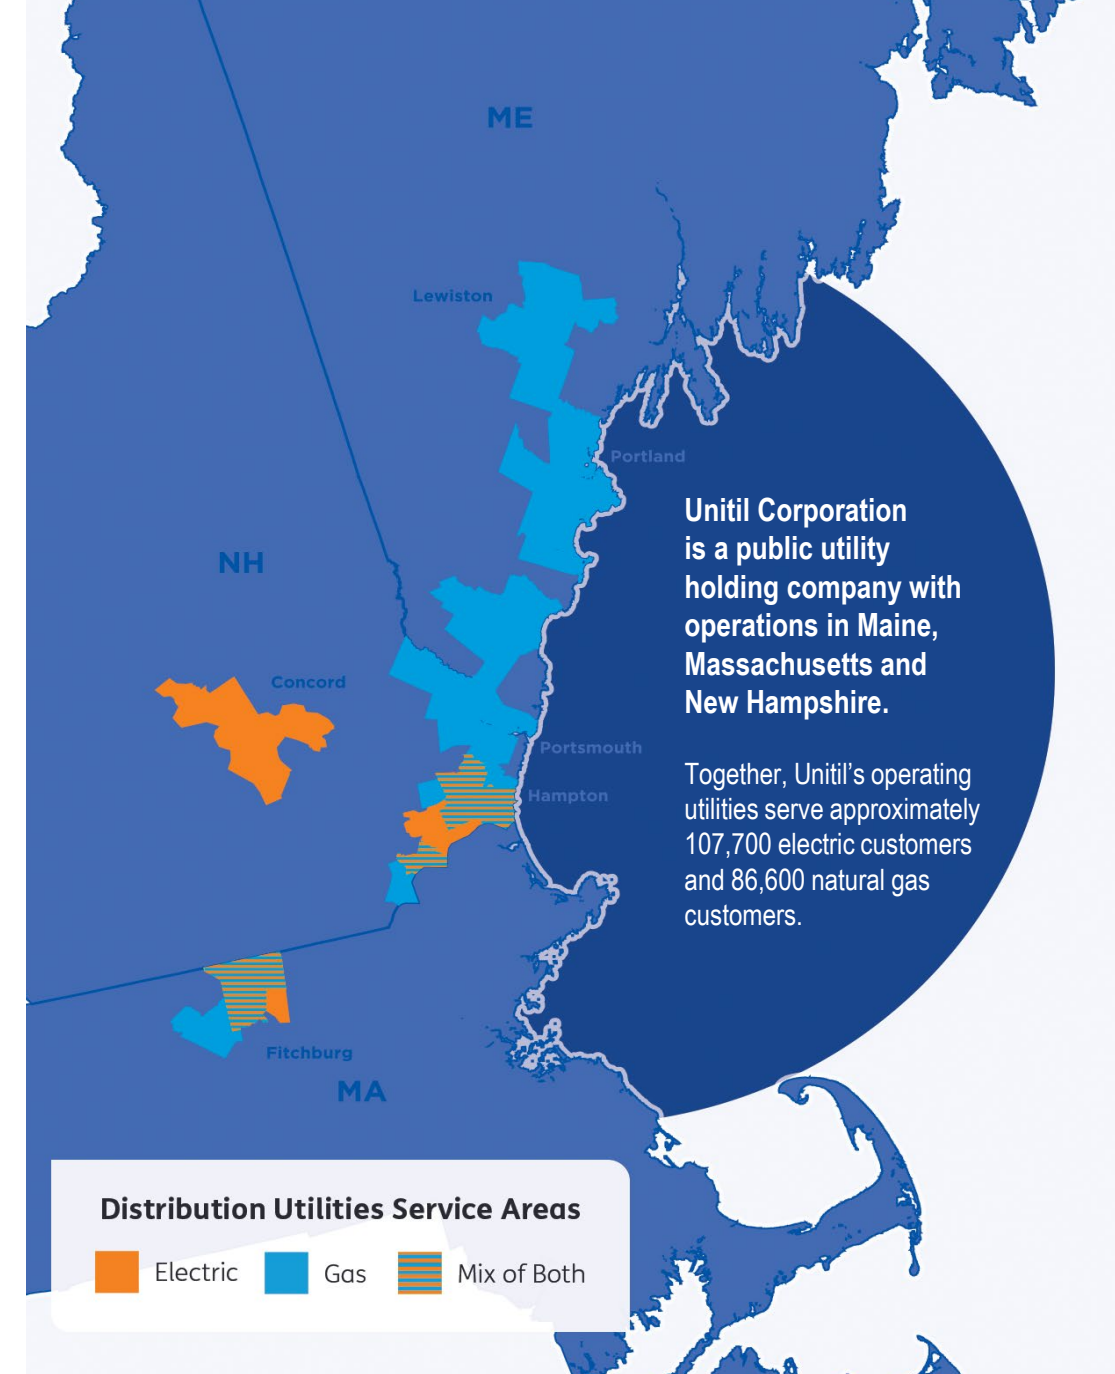 ME
Lewiston
Portland
Unitil Corporation
is a public utility
holding company with
operations in Maine,
Massachusetts and
New Hampshire.
NH
Concord
Portsmouth
Together, Unitil’s operating
utilities serve approximately
107,700 electric customers
and 86,600 natural gas
customers.
Hampton
Fitchburg
MA
Distribution Utilities Service Areas
Electric
Gas
Mix of Both